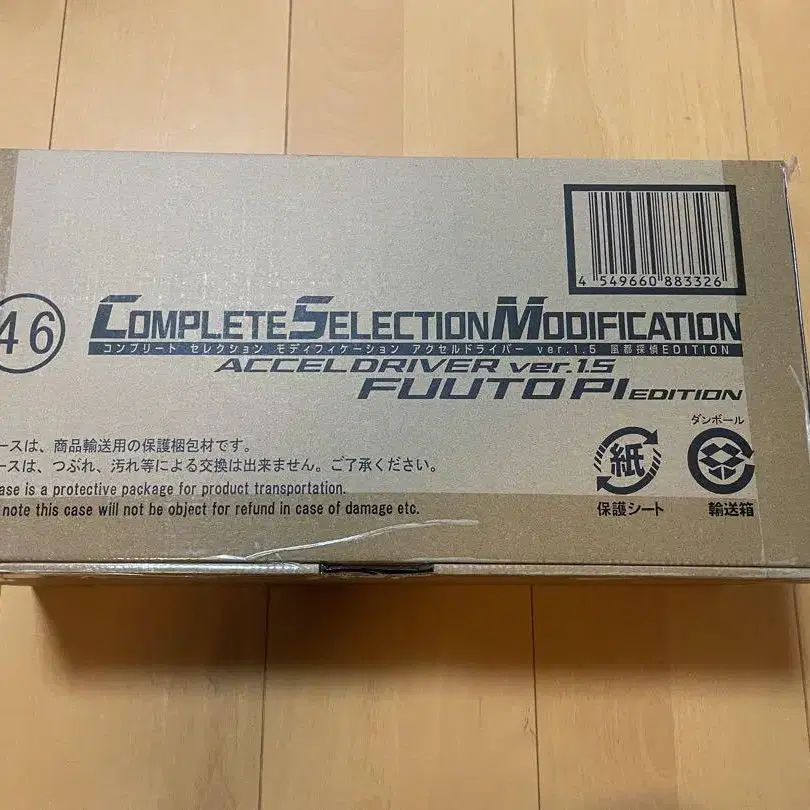 4 549660 883326
46
COMPLETE SELECTION MODIFICATION
コンプリート セレクション モディフィケーション アクセルドライバー ver.1.5 風都探偵EDITION
ACCELDRIVER ver.1.5
FUUTO PI EDITION
ースは、商品輸送用の保護梱包材です。
ースは、つぶれ、汚れ等による交換は出来ません。ご了承ください。
ase is a protective package for product transportation.
note this case will not be object for refund in case of damage etc.
紙
保護シート
ダンボール
輸送箱